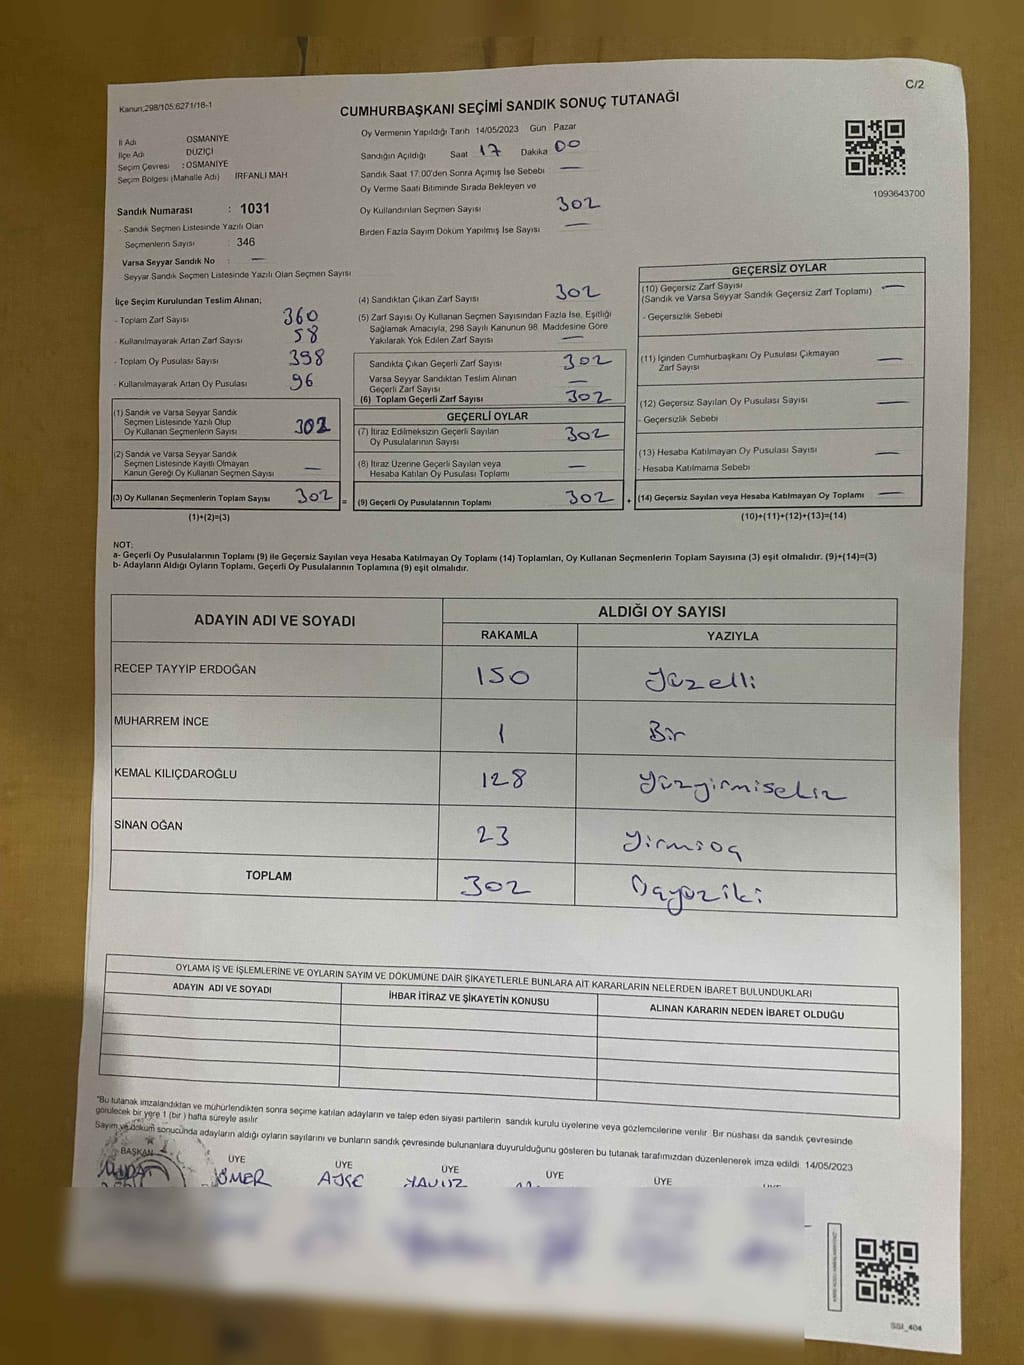 C/2
Kanun;298/105:6271/18-1
CUMHURBAŞKANI SEÇİMİ SANDIK SONUÇ TUTANAĞI
İl Adı OSMANİYE
İlçe Adı DÜZİÇİ
Seçim Çevresi : OSMANİYE
Seçim Bölgesi (Mahalle Adı) İRFANLI MAH.
Sandık Numarası : 1031
- Sandık Seçmen Listesinde Yazılı Olan
Seçmenlerin Sayısı : 346
Varsa Seyyar Sandık No : —
Seyyar Sandık Seçmen Listesinde Yazılı Olan Seçmen Sayısı
Oy Vermenin Yapıldığı Tarih 14/05/2023 Gün Pazar
Sandığın Açıldığı Saat 17 Dakika 00
Sandık Saat 17:00'den Sonra Açımış İse Sebebi —
Oy Verme Saati Bitiminde Sırada Bekleyen ve
Oy Kullandırılan Seçmen Sayısı 302
Birden Fazla Sayım Döküm Yapılmış İse Sayısı —
1093643700
İlçe Seçim Kurulundan Teslim Alınan;
- Toplam Zarf Sayısı 360
- Kullanılmayarak Artan Zarf Sayısı 58
- Toplam Oy Pusulası Sayısı 398
- Kullanılmayarak Artan Oy Pusulası 96
(1) Sandık ve Varsa Seyyar Sandık
Seçmen Listesinde Yazılı Olup
Oy Kullanan Seçmenlerin Sayısı 302
(2) Sandık ve Varsa Seyyar Sandık
Seçmen Listesinde Kayıtlı Olmayan
Kanun Gereği Oy Kullanan Seçmen Sayısı —
(3) Oy Kullanan Seçmenlerin Toplam Sayısı 302 =
(1)+(2)=(3)
(4) Sandıktan Çıkan Zarf Sayısı 302
(5) Zarf Sayısı Oy Kullanan Seçmen Sayısından Fazla İse, Eşitliği
Sağlamak Amacıyla, 298 Sayılı Kanunun 98. Maddesine Göre
Yakılarak Yok Edilen Zarf Sayısı —
Sandıkta Çıkan Geçerli Zarf Sayısı 302
Varsa Seyyar Sandıktan Teslim Alınan
Geçerli Zarf Sayısı —
(6) Toplam Geçerli Zarf Sayısı 302
GEÇERLİ OYLAR
(7) İtiraz Edilmeksizin Geçerli Sayılan
Oy Pusulalarının Sayısı 302
(8) İtiraz Üzerine Geçerli Sayılan veya
Hesaba Katılan Oy Pusulası Toplamı —
(9) Geçerli Oy Pusulalarının Toplamı 302 +
GEÇERSİZ OYLAR
(10) Geçersiz Zarf Sayısı —
(Sandık ve Varsa Seyyar Sandık Geçersiz Zarf Toplamı)
- Geçersizlik Sebebi
(11) İçinden Cumhurbaşkanı Oy Pusulası Çıkmayan
Zarf Sayısı —
(12) Geçersiz Sayılan Oy Pusulası Sayısı —
- Geçersizlik Sebebi
(13) Hesaba Katılmayan Oy Pusulası Sayısı —
- Hesaba Katılmama Sebebi
(14) Geçersiz Sayılan veya Hesaba Katılmayan Oy Toplamı —
(10)+(11)+(12)+(13)=(14)
NOT:
a- Geçerli Oy Pusulalarının Toplamı (9) ile Geçersiz Sayılan veya Hesaba Katılmayan Oy Toplamı (14) Toplamları, Oy Kullanan Seçmenlerin Toplam Sayısına (3) eşit olmalıdır. (9)+(14)=(3)
b- Adayların Aldığı Oyların Toplamı, Geçerli Oy Pusulalarının Toplamına (9) eşit olmalıdır.
ADAYIN ADI VE SOYADI
ALDIĞI OY SAYISI
RAKAMLA YAZIYLA
RECEP TAYYİP ERDOĞAN 150 Yüzelli
MUHARREM İNCE 1 Bir
KEMAL KILIÇDAROĞLU 128 Yüzyirmisekiz
SİNAN OĞAN 23 Yirmiüç
TOPLAM 302 Üçyüziki
OYLAMA İŞ VE İŞLEMLERİNE VE OYLARIN SAYIM VE DÖKÜMÜNE DAİR ŞİKAYETLERLE BUNLARA AİT KARARLARIN NELERDEN İBARET BULUNDUKLARI
ADAYIN ADI VE SOYADI İHBAR İTİRAZ VE ŞİKAYETİN KONUSU ALINAN KARARIN NEDEN İBARET OLDUĞU
"Bu tutanak imzalandıktan ve mühürlendikten sonra seçime katılan adayların ve talep eden siyasi partilerin sandık kurulu üyelerine veya gözlemcilerine verilir. Bir nüshası da sandık çevresinde
görülecek bir yere 1 (bir) hafta süreyle asılır
Sayım ve döküm sonucunda adayların aldığı oyların sayılarını ve bunların sandık çevresinde bulunanlara duyurulduğunu gösteren bu tutanak tarafımızdan düzenlenerek imza edildi. 14/05/2023
BAŞKAN ÜYE ÜYE ÜYE ÜYE ÜYE
ÖMER AYŞE YAVUZ
SSI_404